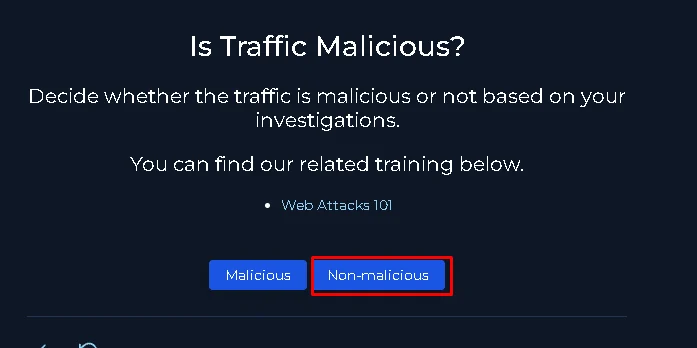 Is Traffic Malicious?
Decide whether the traffic is malicious or not based on your
investigations.
You can find our related training below.
Web Attacks 101
Malicious
Non-malicious